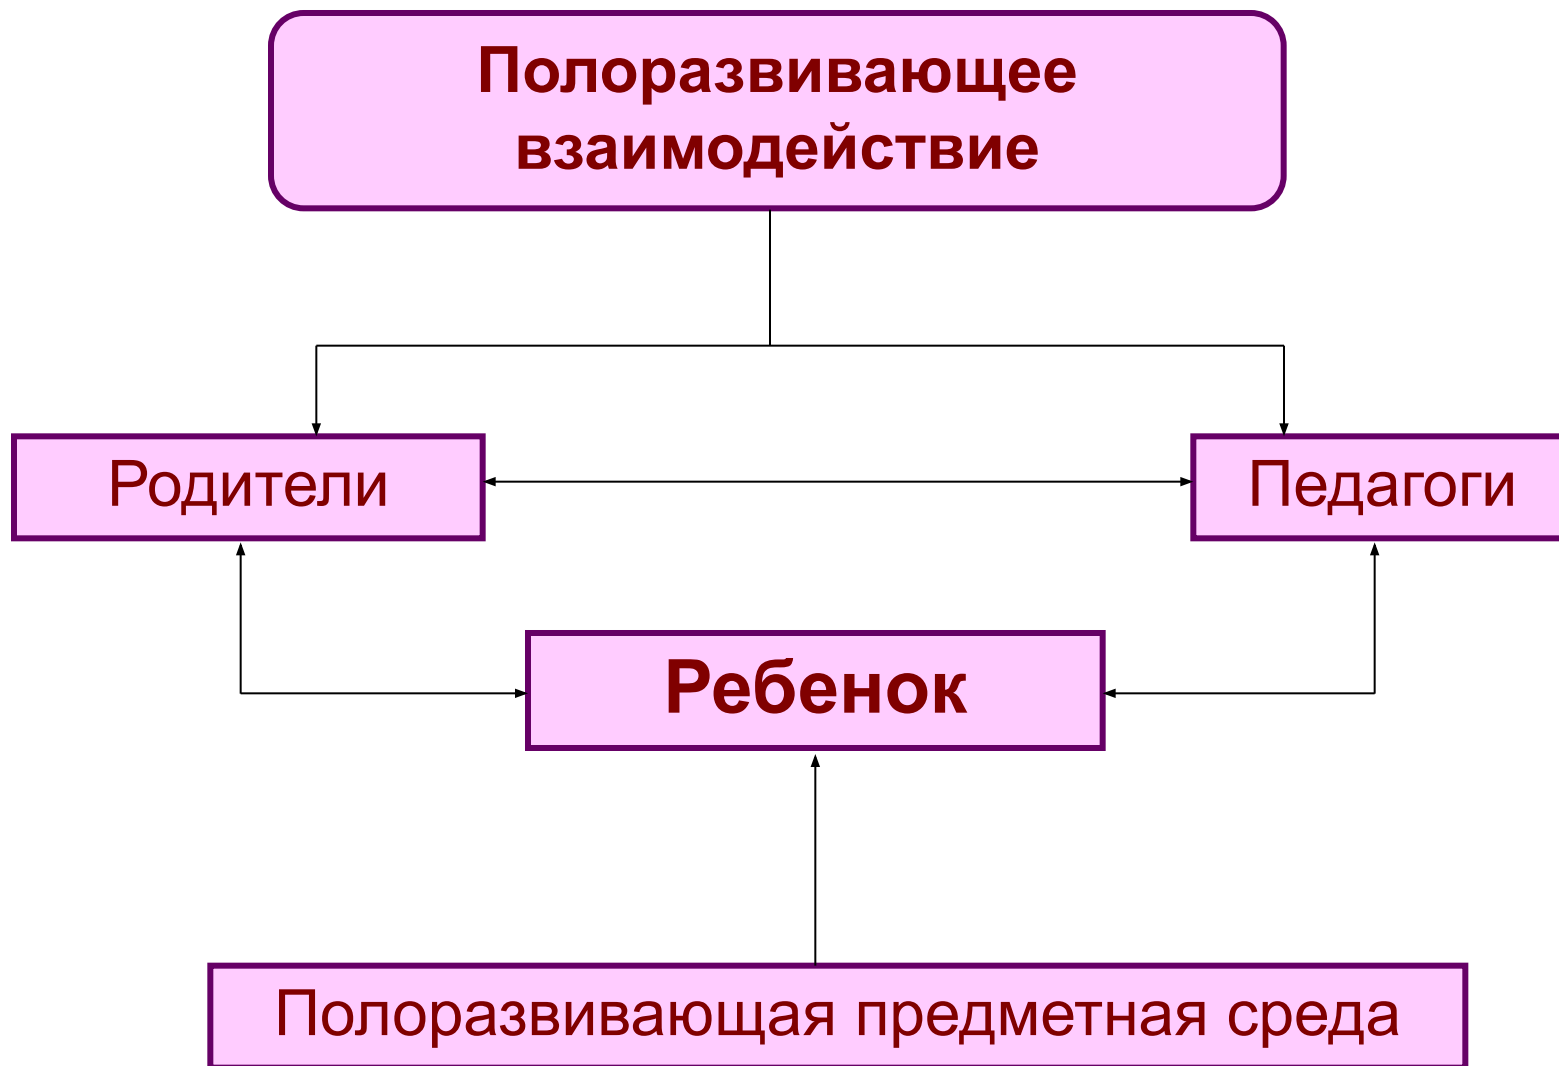 Полоразвивающее
взаимодействие
Родители
Педагоги
Ребенок
Полоразвивающая предметная среда